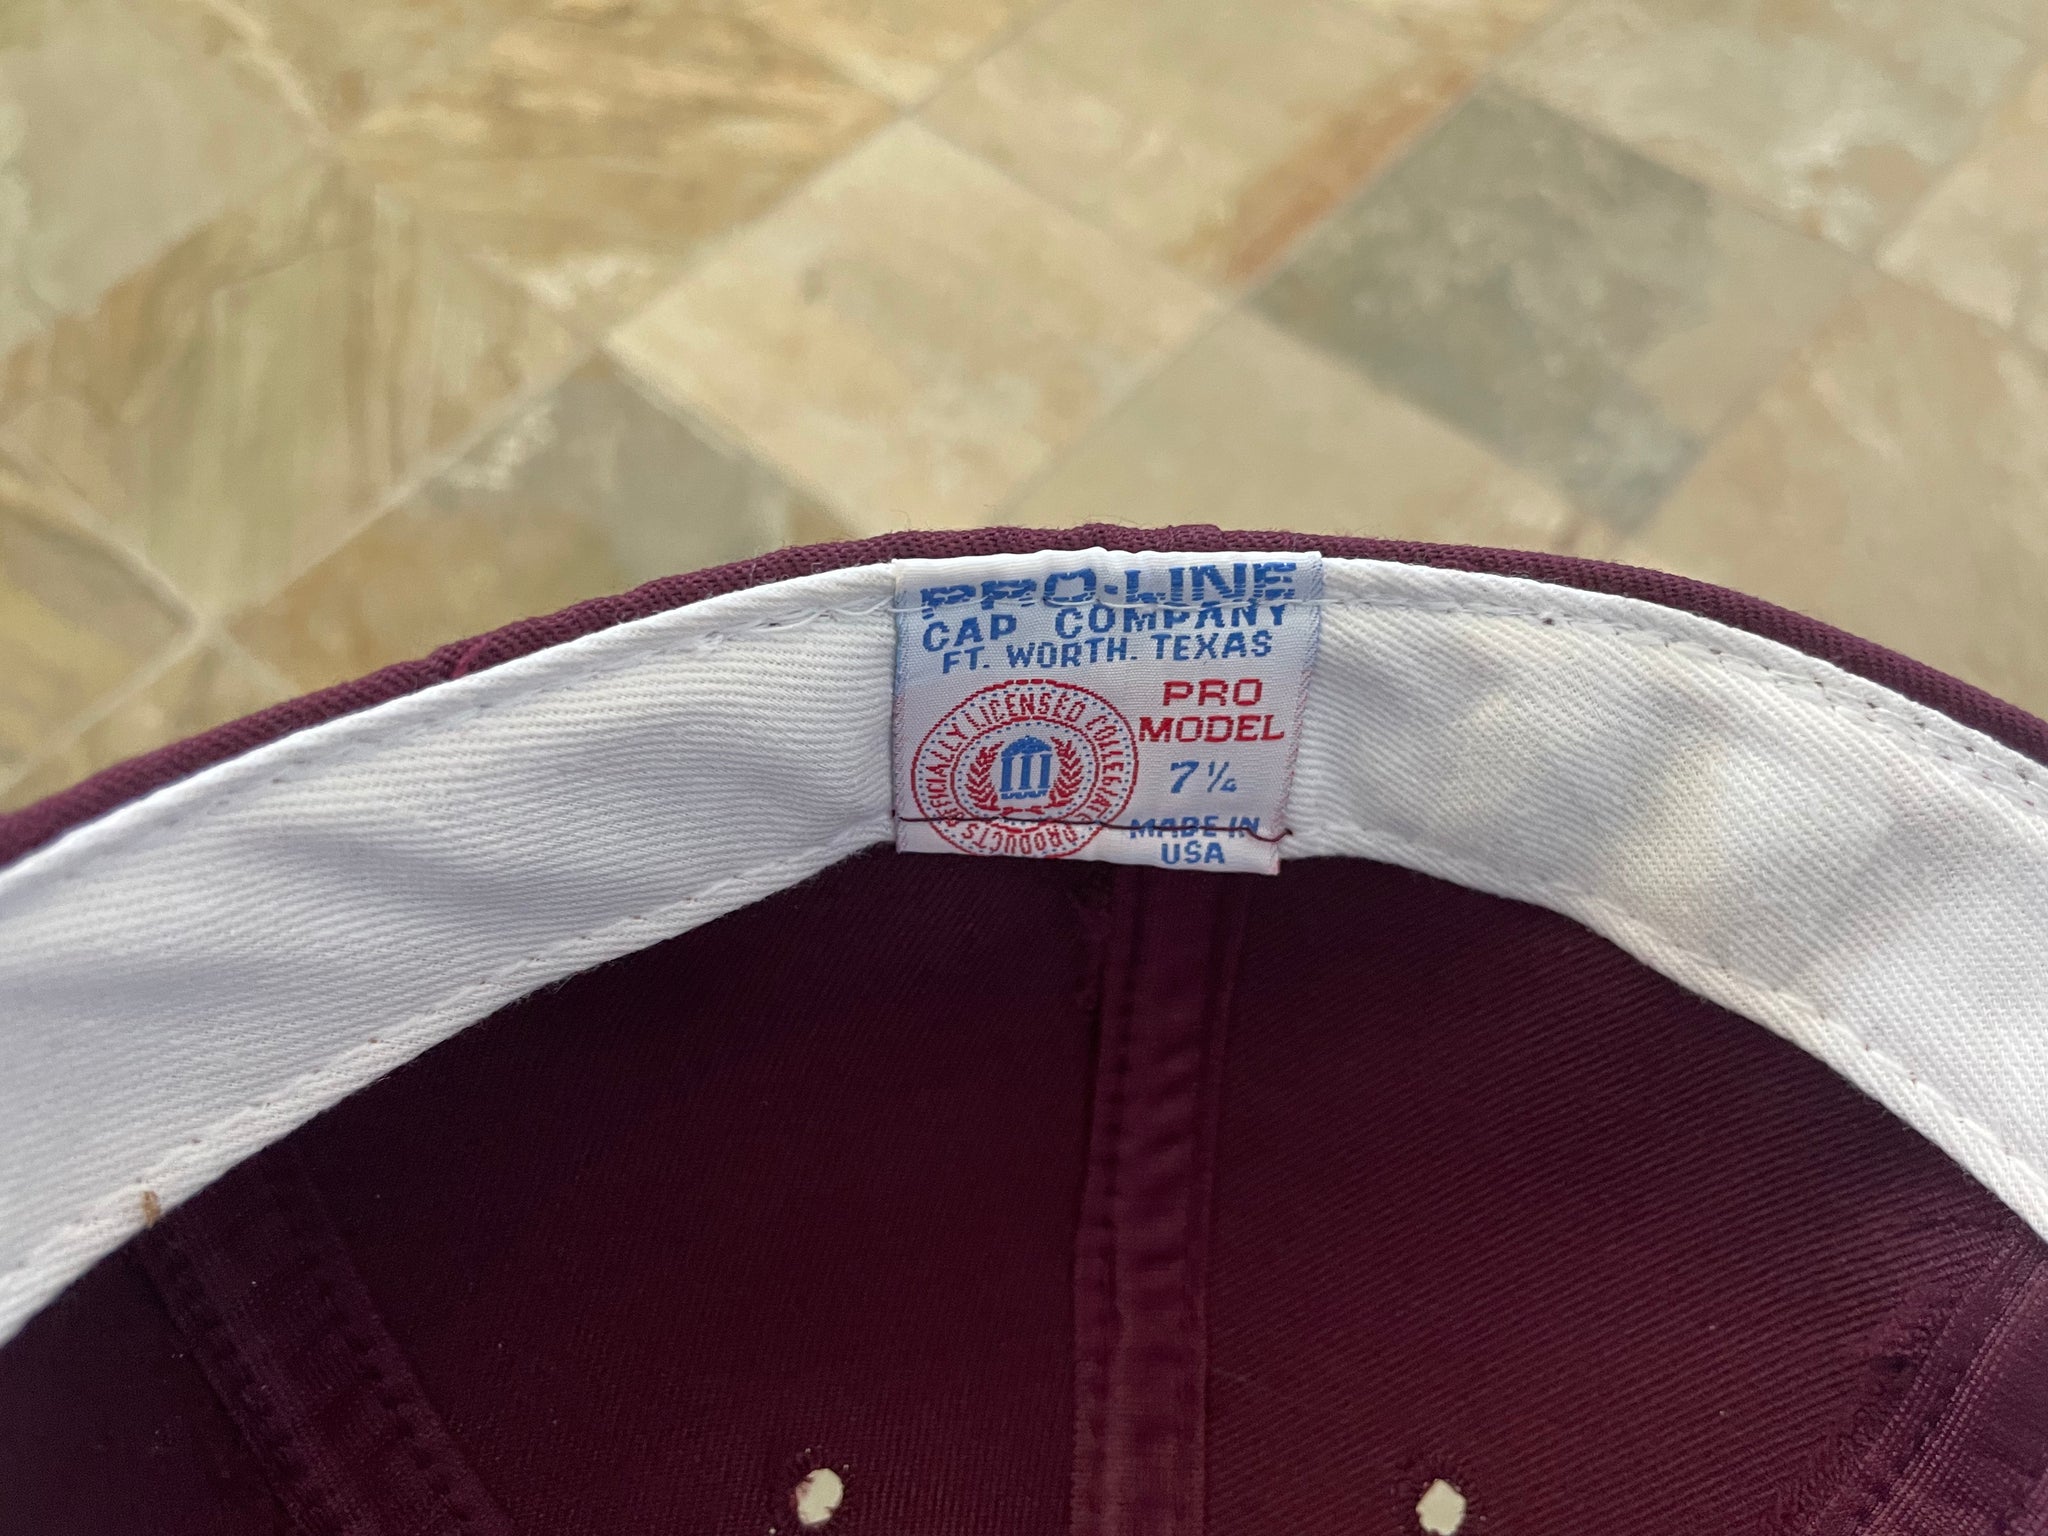 PRO-LINE
CAP COMPANY
FT. WORTH. TEXAS
OFFICIALLY LICENSED COLLEGIATE PRODUCTS
PRO
MODEL
7 1/4
MADE IN
USA